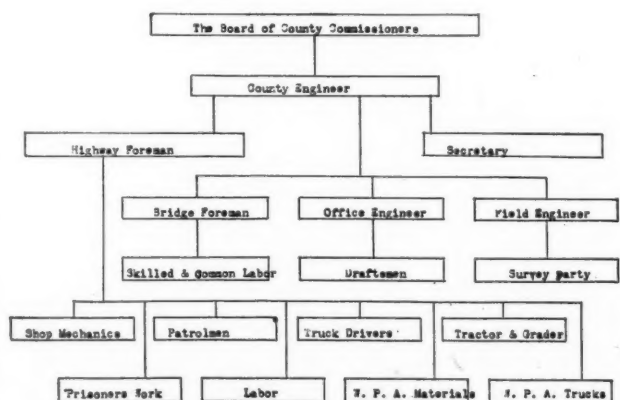 The Board of County Commissioners
County Engineer
Highway Foreman
Secretary
Bridge Foreman
Office Engineer
Field Engineer
Skilled & Common Labor
Draftsmen
Survey party
Shop Mechanics
Patrolmen
Truck Drivers
Tractor & Grader
Prisoners Work
Labor
W. P. A. Materials
W. P. A. Trucks